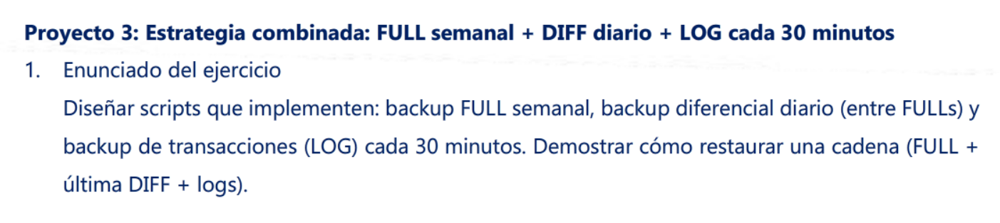 Proyecto 3: Estrategia combinada: FULL semanal + DIFF diario + LOG cada 30 minutos
1. Enunciado del ejercicio
Diseñar scripts que implementen: backup FULL semanal, backup diferencial diario (entre FULLs) y
backup de transacciones (LOG) cada 30 minutos. Demostrar cómo restaurar una cadena (FULL +
última DIFF + logs).